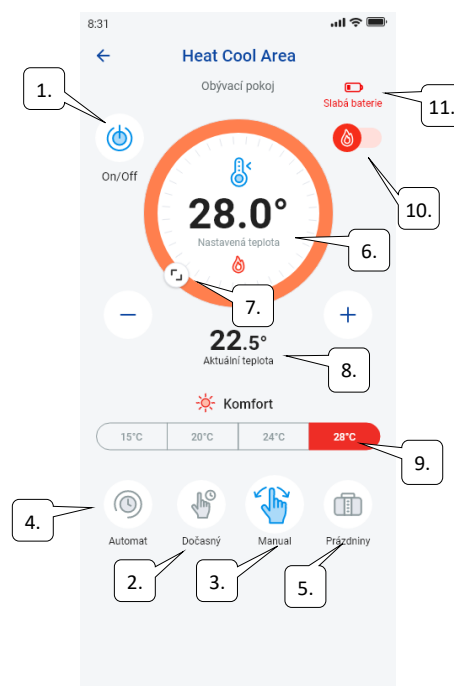 8:31
Heat Cool Area
Obývací pokoj
1.
Slabá baterie
11.
On/Off
10.
28.0°
Nastavená teplota
6.
7.
22.5°
Aktuální teplota
8.
Komfort
15°C 20°C 24°C 28°C
9.
4.
Automat Dočasný Manual Prázdniny
2. 3. 5.